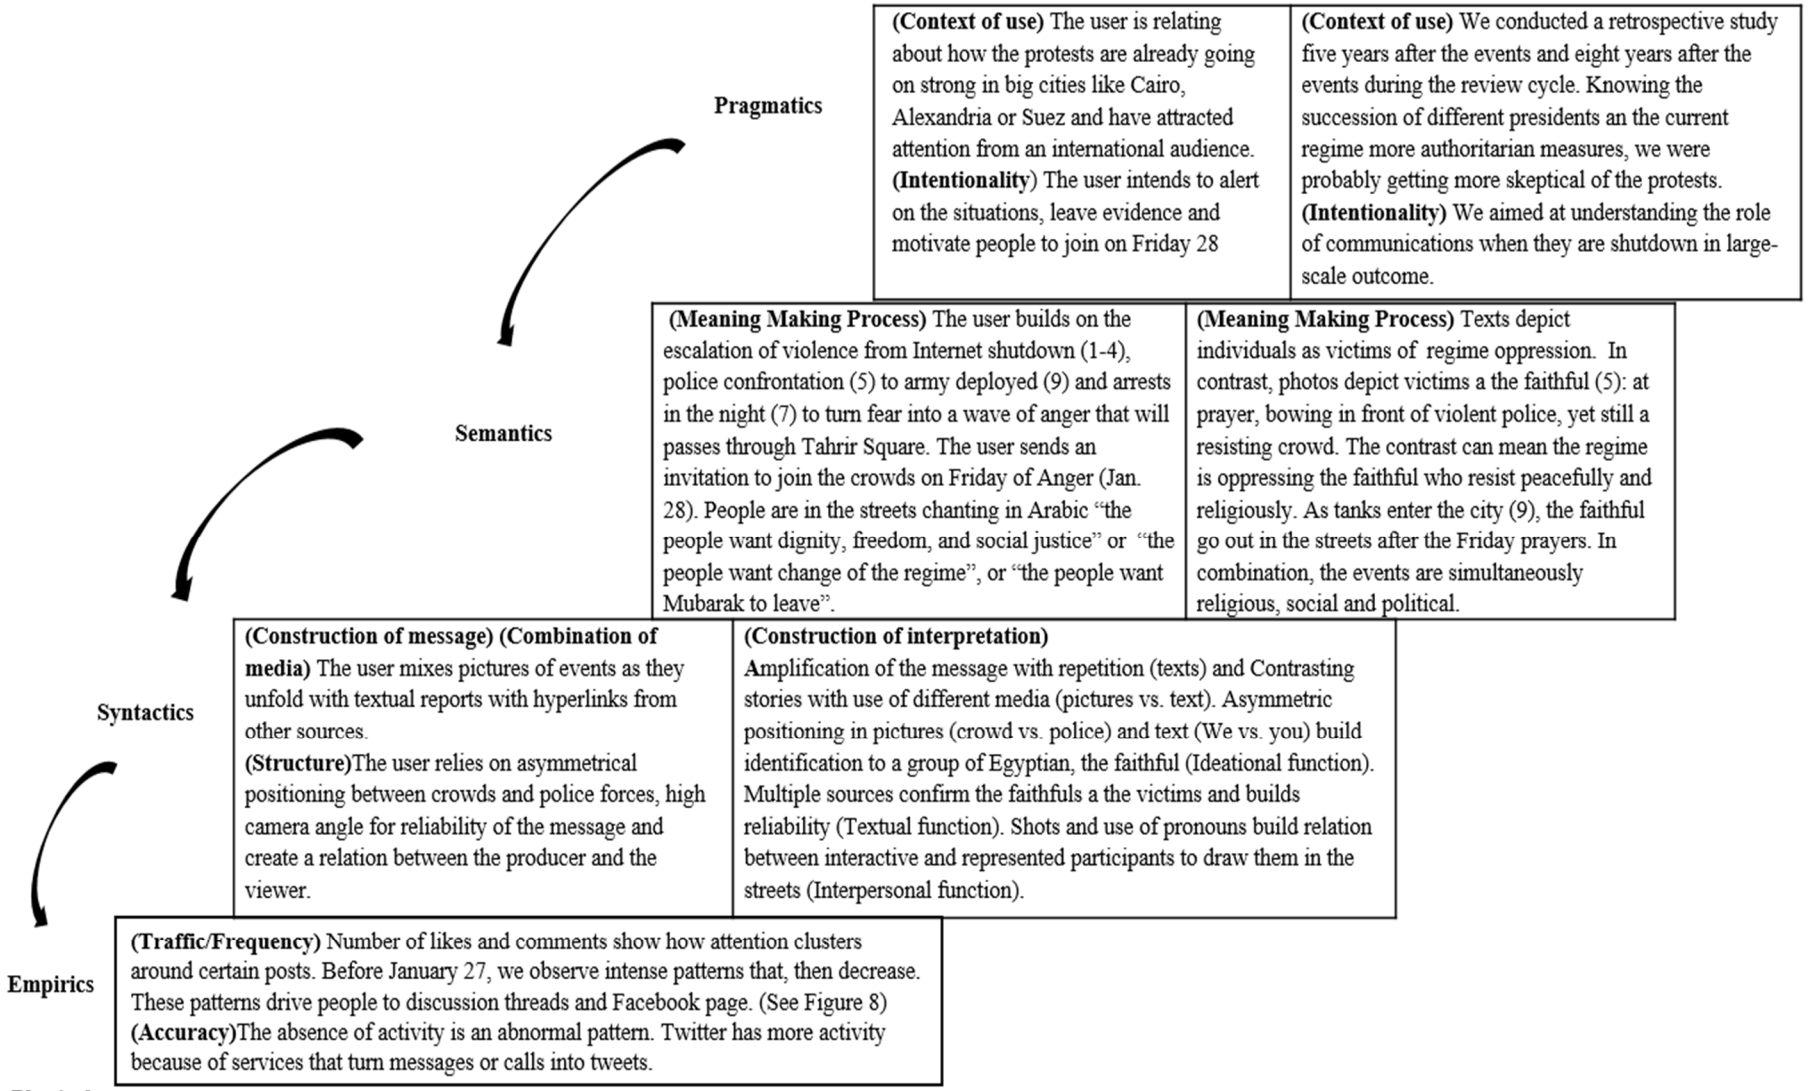 Pragmatics
(Context of use) The user is relating
about how the protests are already going
on strong in big cities like Cairo,
Alexandria or Suez and have attracted
attention from an international audience.
(Intentionality) The user intends to alert
on the situations, leave evidence and
motivate people to join on Friday 28
(Context of use) We conducted a retrospective study
five years after the events and eight years after the
events during the review cycle. Knowing the
succession of different presidents an the current
regime more authoritarian measures, we were
probably getting more skeptical of the protests.
(Intentionality) We aimed at understanding the role
of communications when they are shutdown in large-
scale outcome.
Semantics
(Meaning Making Process) The user builds on the
escalation of violence from Internet shutdown (1-4),
police confrontation (5) to army deployed (9) and arrests
in the night (7) to turn fear into a wave of anger that will
passes through Tahrir Square. The user sends an
invitation to join the crowds on Friday of Anger (Jan.
28). People are in the streets chanting in Arabic “the
people want dignity, freedom, and social justice” or “the
people want change of the regime”, or “the people want
Mubarak to leave”.
(Meaning Making Process) Texts depict
individuals as victims of regime oppression. In
contrast, photos depict victims a the faithful (5): at
prayer, bowing in front of violent police, yet still a
resisting crowd. The contrast can mean the regime
is oppressing the faithful who resist peacefully and
religiously. As tanks enter the city (9), the faithful
go out in the streets after the Friday prayers. In
combination, the events are simultaneously
religious, social and political.
Syntactics
(Construction of message) (Combination of
media) The user mixes pictures of events as they
unfold with textual reports with hyperlinks from
other sources.
(Structure)The user relies on asymmetrical
positioning between crowds and police forces, high
camera angle for reliability of the message and
create a relation between the producer and the
viewer.
(Construction of interpretation)
Amplification of the message with repetition (texts) and Contrasting
stories with use of different media (pictures vs. text). Asymmetric
positioning in pictures (crowd vs. police) and text (We vs. you) build
identification to a group of Egyptian, the faithful (Ideational function).
Multiple sources confirm the faithfuls a the victims and builds
reliability (Textual function). Shots and use of pronouns build relation
between interactive and represented participants to draw them in the
streets (Interpersonal function).
Empirics
(Traffic/Frequency) Number of likes and comments show how attention clusters
around certain posts. Before January 27, we observe intense patterns that, then decrease.
These patterns drive people to discussion threads and Facebook page. (See Figure 8)
(Accuracy)The absence of activity is an abnormal pattern. Twitter has more activity
because of services that turn messages or calls into tweets.